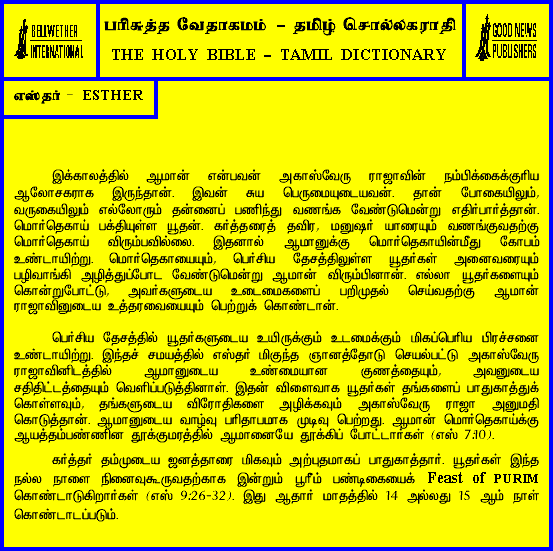 BELLWETHER
INTERNATIONAL
பரிசுத்த வேதாகமம் - தமிழ் சொல்லகராதி
THE HOLY BIBLE - TAMIL DICTIONARY
GOOD NEWS
PUBLISHERS
எஸ்தர் - ESTHER
இக்காலத்தில் ஆமான் என்பவன் அகாஸ்வேரு ராஜாவின் நம்பிக்கைக்குரிய
ஆலோசகராக இருந்தான். இவன் சுய பெருமையுடையவன். தான் போகையிலும்,
வருகையிலும் எல்லோரும் தன்னைப் பணிந்து வணங்க வேண்டுமென்று எதிர்பார்த்தான்.
மொர்தெகாய் பக்தியுள்ள யூதன். கர்த்தரைத் தவிர, மனுஷர் யாரையும் வணங்குவதற்கு
மொர்தெகாய் விரும்பவில்லை. இதனால் ஆமானுக்கு மொர்தெகாயின்மீது கோபம்
உண்டாயிற்று. மொர்தெகாயையும், பெர்சிய தேசத்திலுள்ள யூதர்கள் அனைவரையும்
பழிவாங்கி அழித்துப்போட வேண்டுமென்று ஆமான் விரும்பினான். எல்லா யூதர்களையும்
கொன்றுபோட்டு, அவர்களுடைய உடைமைகளைப் பறிமுதல் செய்வதற்கு ஆமான்
ராஜாவினுடைய உத்தரவையையும் பெற்றுக் கொண்டான்.
பெர்சிய தேசத்தில் யூதர்களுடைய உயிருக்கும் உடமைக்கும் மிகப்பெரிய பிரச்சனை
உண்டாயிற்று. இந்தச் சமயத்தில் எஸ்தர் மிகுந்த ஞானத்தோடு செயல்பட்டு அகாஸ்வேரு
ராஜாவினிடத்தில் ஆமானுடைய உண்மையான குணத்தையும், அவனுடைய
சதிதிட்டத்தையும் வெளிப்படுத்தினாள். இதன் விளைவாக யூதர்கள் தங்களைப் பாதுகாத்துக்
கொள்ளவும், தங்களுடைய விரோதிகளை அழிக்கவும் அகாஸ்வேரு ராஜா அனுமதி
கொடுத்தான். ஆமானுடைய வாழ்வு பரிதாபமாக முடிவு பெற்றது. ஆமான் மொர்தெகாய்க்கு
ஆயத்தம்பண்ணின தூக்குமரத்தில் ஆமானையே தூக்கிப் போட்டார்கள் (எஸ் 7:10).
கர்த்தர் தம்முடைய ஜனத்தாரை மிகவும் அற்புதமாகப் பாதுகாத்தார். யூதர்கள் இந்த
நல்ல நாளை நினைவுகூருவதற்காக இன்றும் பூரீம் பண்டிகையைக் Feast of PURIM
கொண்டாடுகிறார்கள் (எஸ் 9:26-32). இது ஆதார் மாதத்தில் 14 அல்லது 15 ஆம் நாள்
கொண்டாடப்படும்.